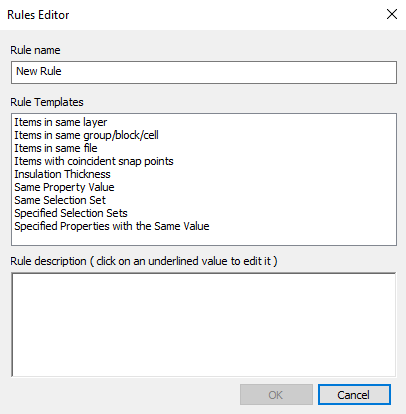 Rules Editor
Rule name
New Rule
Rule Templates
Items in same layer
Items in same group/block/cell
Items in same file
Items with coincident snap points
Insulation Thickness
Same Property Value
Same Selection Set
Specified Selection Sets
Specified Properties with the Same Value
Rule description ( click on an underlined value to edit it )
OK Cancel